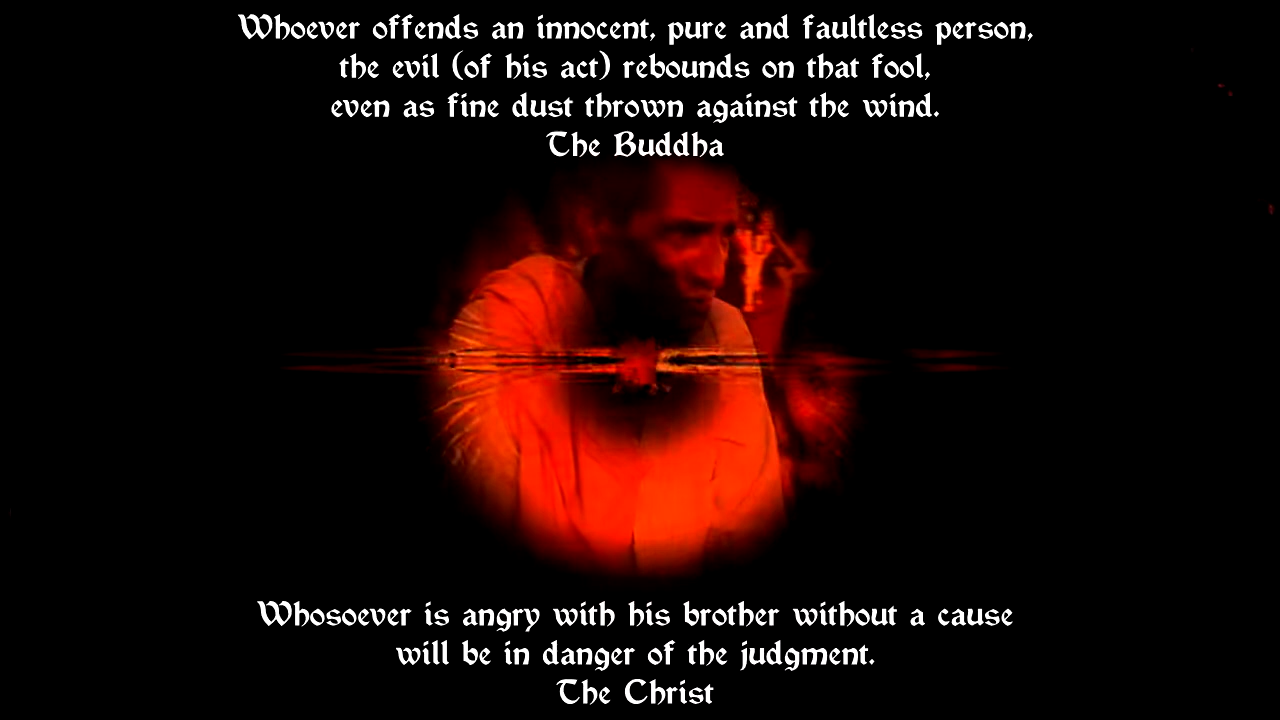 Whoever offends an innocent, pure and faultless person,
the evil (of his act) rebounds on that fool,
even as fine dust thrown against the wind.
The Buddha
Whosoever is angry with his brother without a cause
will be in danger of the judgment.
The Christ